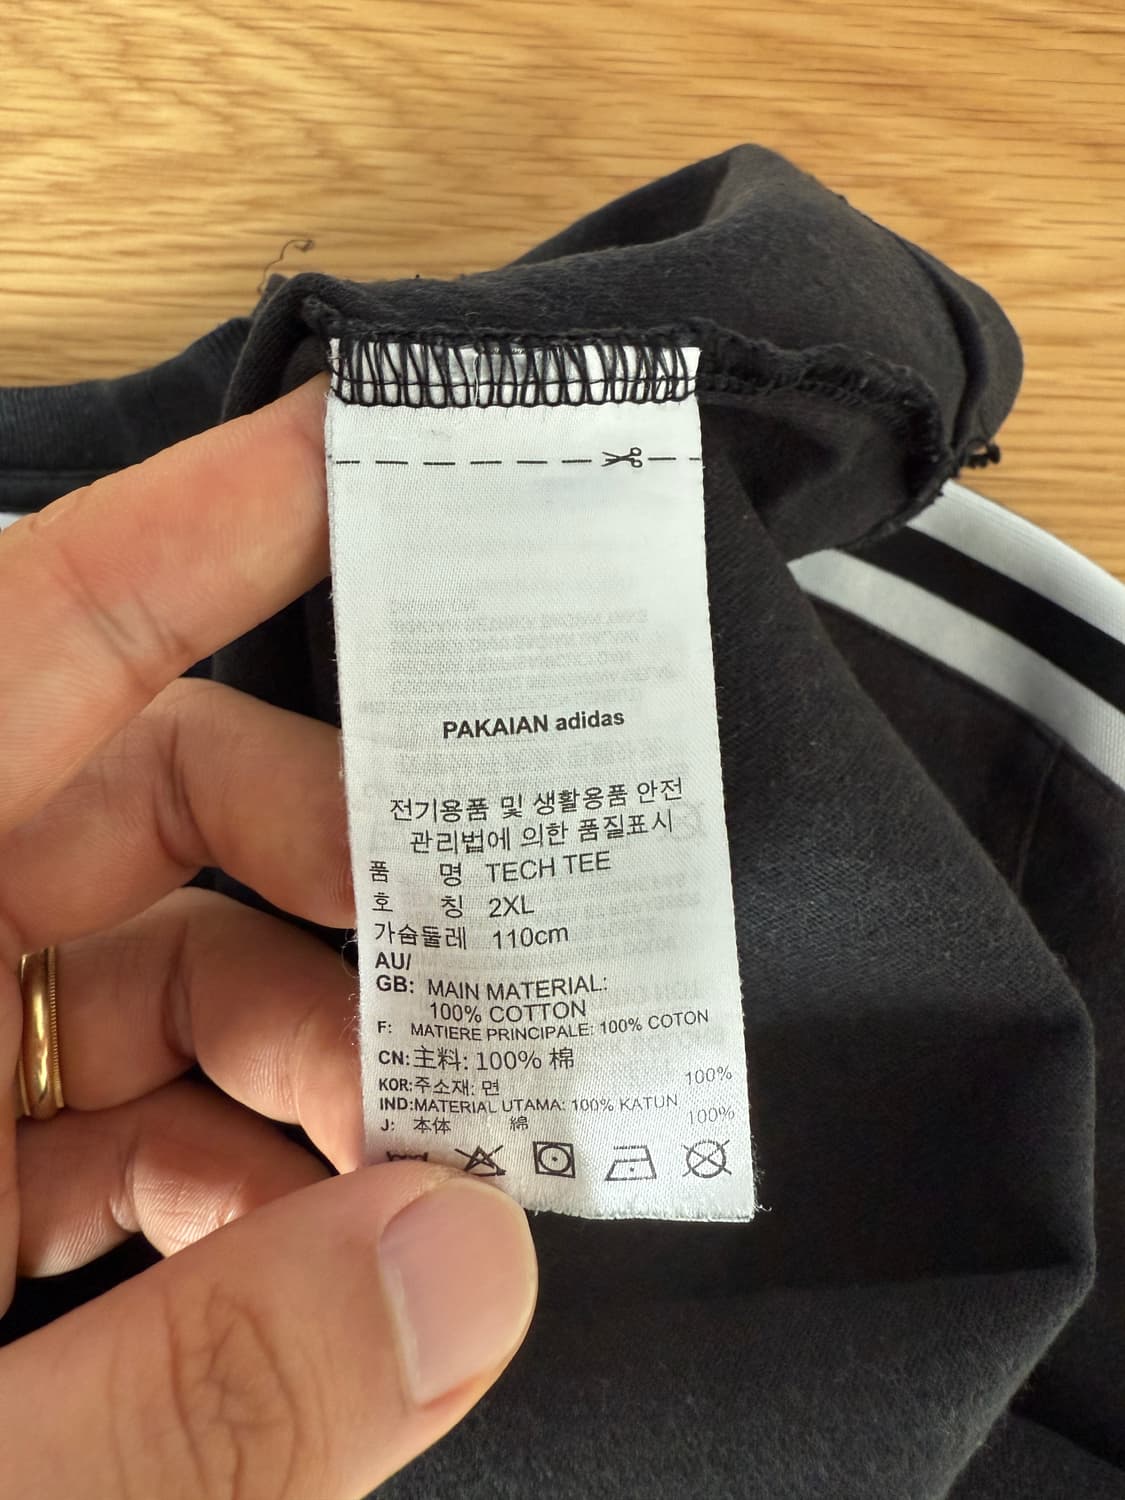 PAKAIAN adidas
전기용품 및 생활용품 안전
관리법에 의한 품질표시
품 명 TECH TEE
호 칭 2XL
가슴둘레 110cm
AU/
GB: MAIN MATERIAL:
100% COTTON
F: MATIERE PRINCIPALE: 100% COTON
CN:主料: 100% 棉
KOR:주소재: 면 100%
IND:MATERIAL UTAMA: 100% KATUN
J: 本体 綿 100%